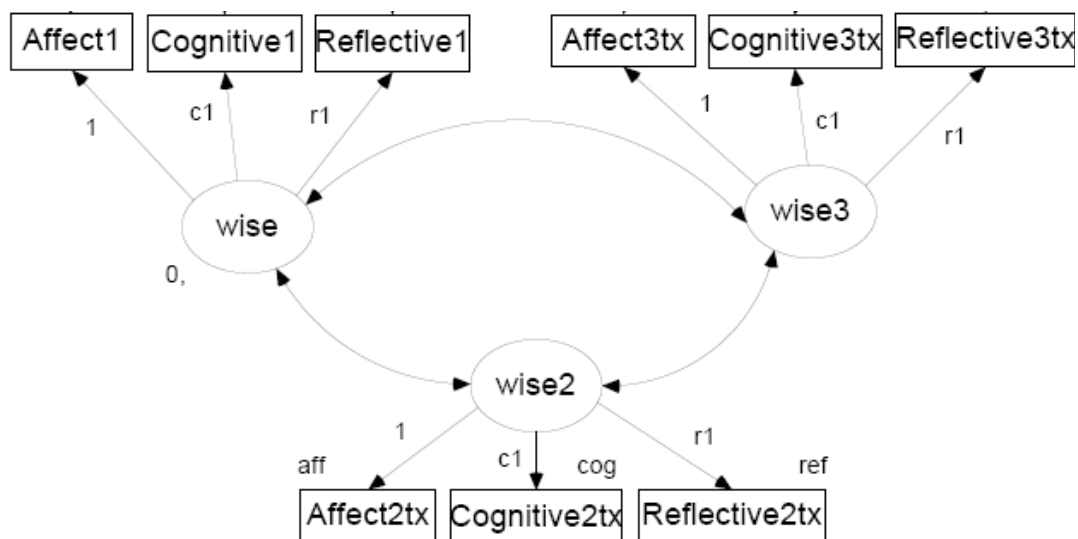 Affect1
Cognitive1
Reflective1
Affect3tx
Cognitive3tx
Reflective3tx
1
c1
r1
1
c1
r1
wise
wise3
0,
wise2
1
c1
r1
aff
cog
ref
Affect2tx
Cognitive2tx
Reflective2tx